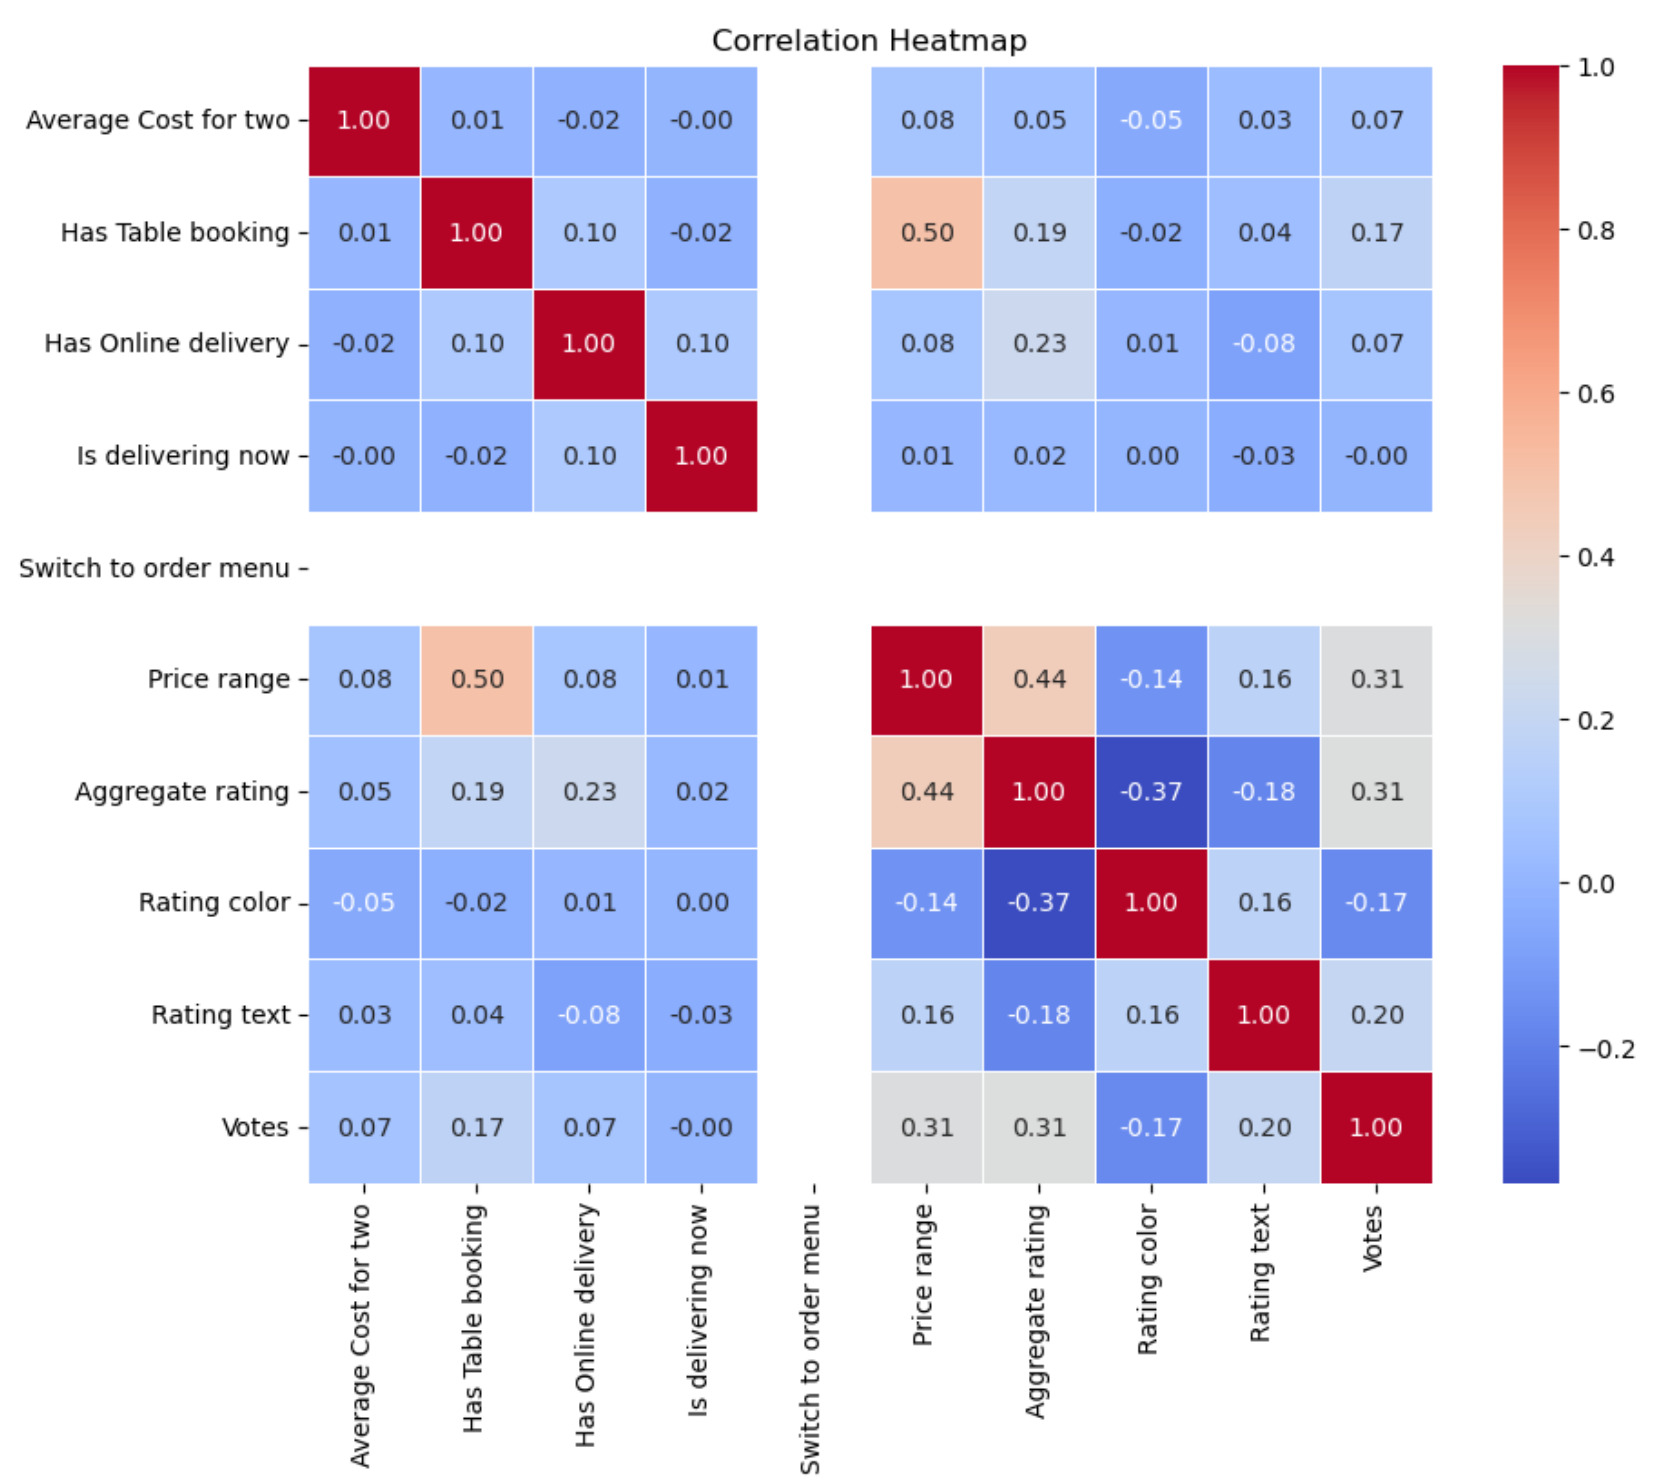 Correlation Heatmap
Average Cost for two 1.00 0.01 -0.02 -0.00 0.08 0.05 -0.05 0.03 0.07
Has Table booking 0.01 1.00 0.10 -0.02 0.50 0.19 -0.02 0.04 0.17
Has Online delivery -0.02 0.10 1.00 0.10 0.08 0.23 0.01 -0.08 0.07
Is delivering now -0.00 -0.02 0.10 1.00 0.01 0.02 0.00 -0.03 -0.00
Switch to order menu
Price range 0.08 0.50 0.08 0.01 1.00 0.44 -0.14 0.16 0.31
Aggregate rating 0.05 0.19 0.23 0.02 0.44 1.00 -0.37 -0.18 0.31
Rating color -0.05 -0.02 0.01 0.00 -0.14 -0.37 1.00 0.16 -0.17
Rating text 0.03 0.04 -0.08 -0.03 0.16 -0.18 0.16 1.00 0.20
Votes 0.07 0.17 0.07 -0.00 0.31 0.31 -0.17 0.20 1.00
Average Cost for two
Has Table booking
Has Online delivery
Is delivering now
Switch to order menu
Price range
Aggregate rating
Rating color
Rating text
Votes
1.0
0.8
0.6
0.4
0.2
0.0
−0.2